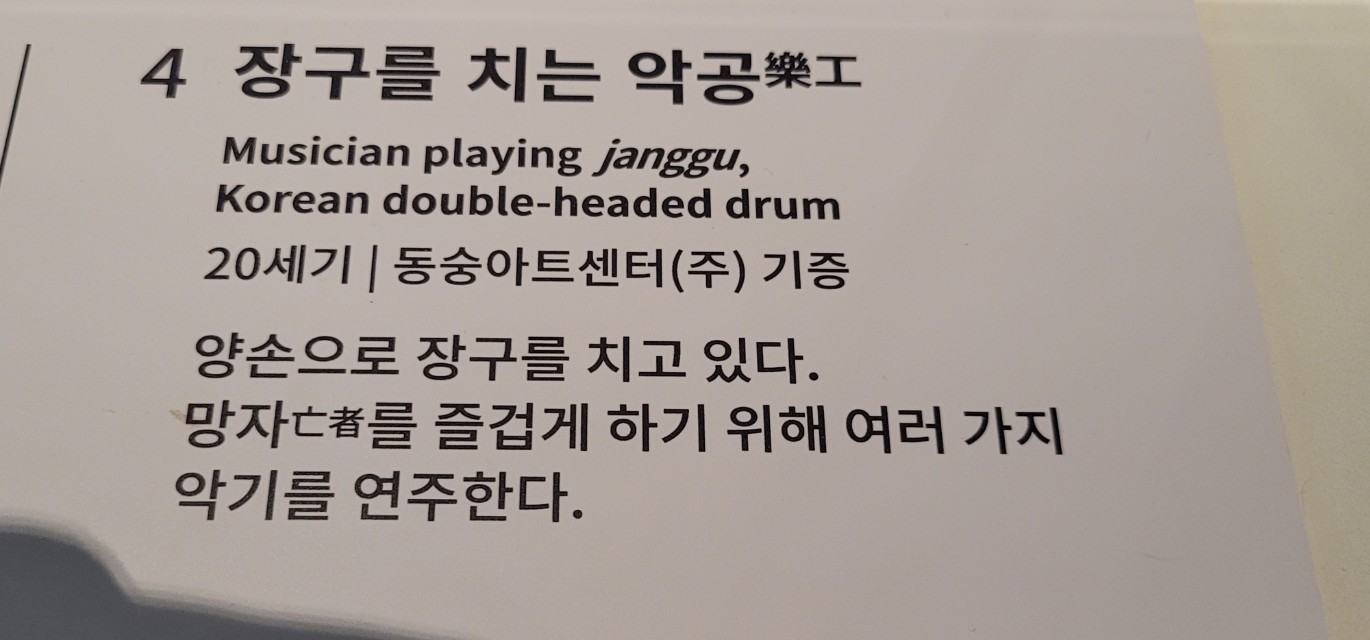 4 장구를 치는 악공樂工
Musician playing janggu,
Korean double-headed drum
20세기 | 동숭아트센터(주) 기증
양손으로 장구를 치고 있다.
망자亡者를 즐겁게 하기 위해 여러 가지
악기를 연주한다.